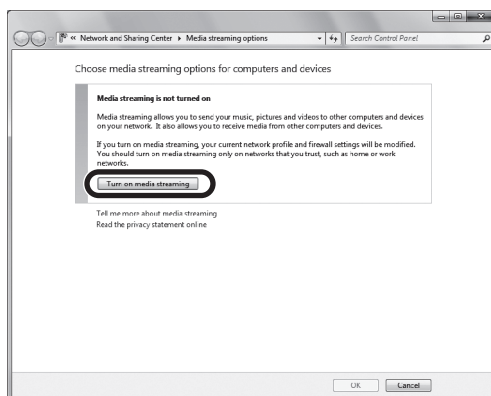 « Network and Sharing Center ▸ Media streaming options
Search Control Panel
Choose media streaming options for computers and devices
Media streaming is not turned on
Media streaming allows you to send your music, pictures and videos to other computers and devices
on your network. It also allows you to receive media from other computers and devices.
If you turn on media streaming, your current network profile and firewall settings will be modified.
You should turn on media streaming only on networks that you trust, such as home or work
networks.
Turn on media streaming
Tell me more about media streaming
Read the privacy statement online
OK
Cancel